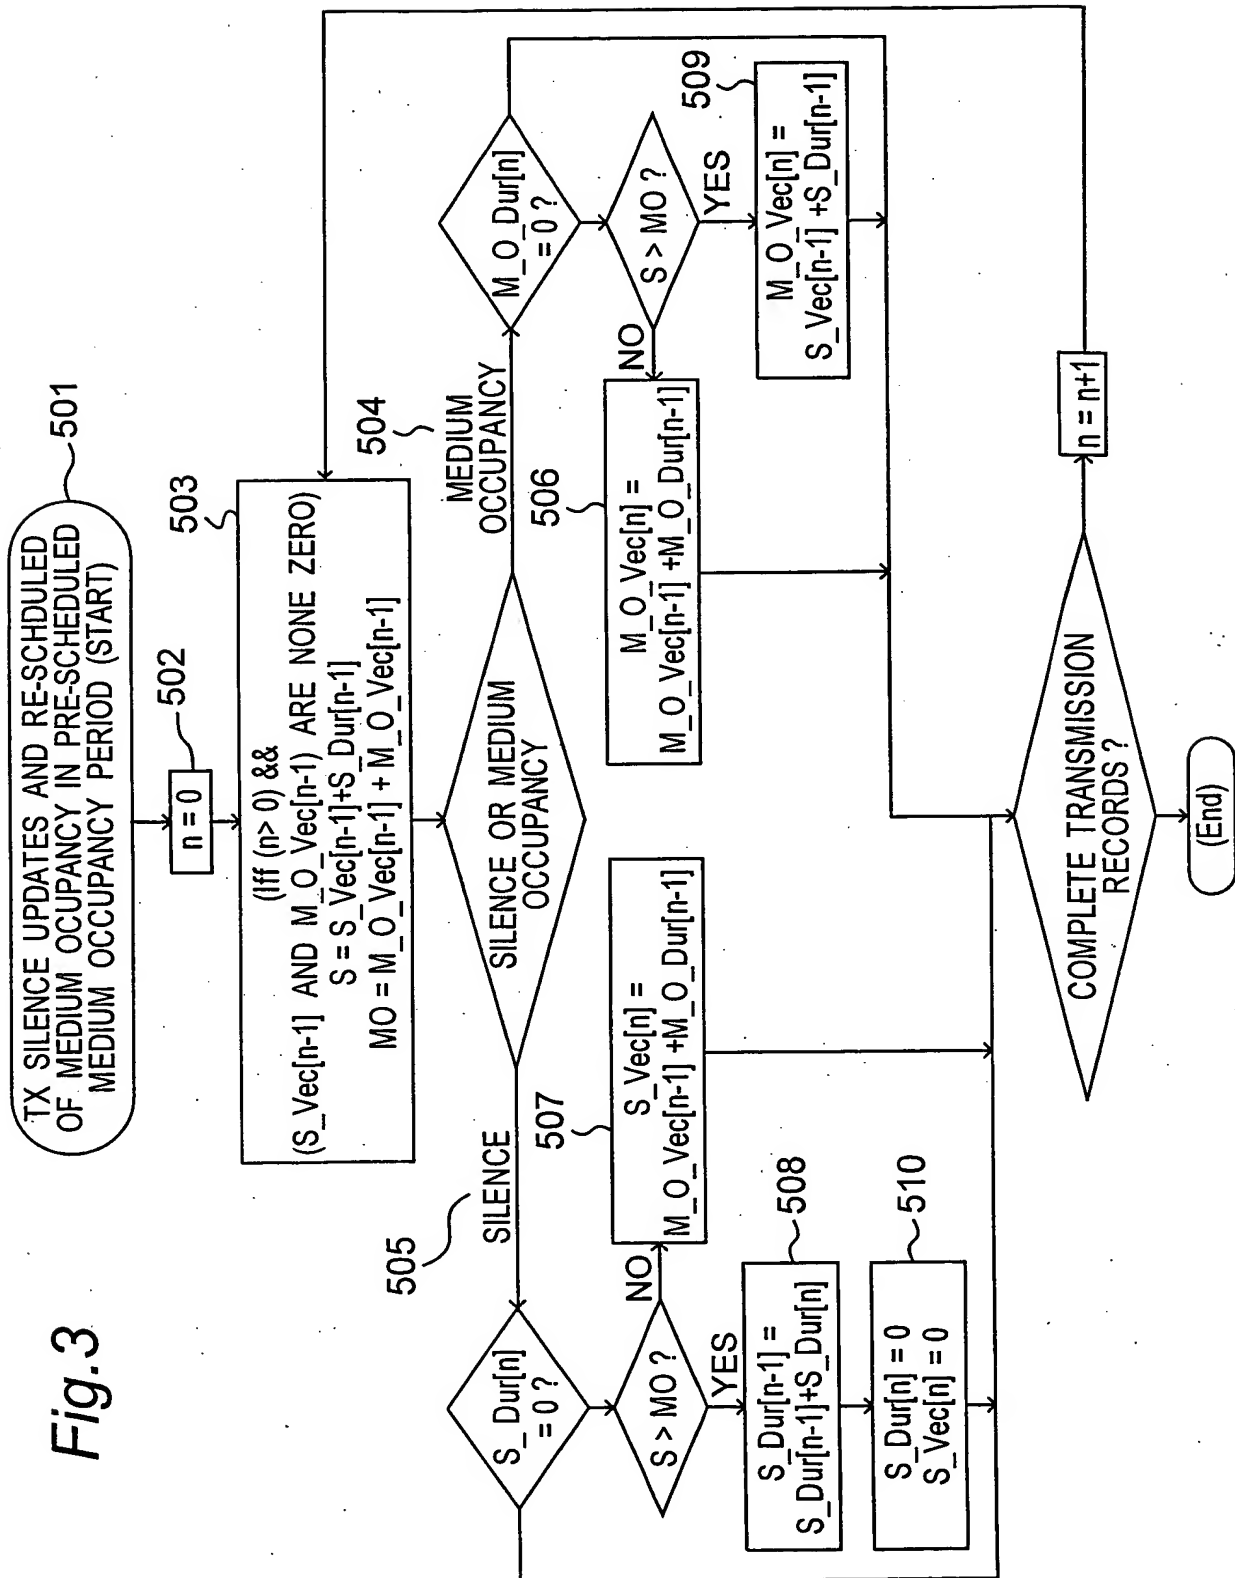 Fig.3
TX SILENCE UPDATES AND RE-SCHDULED
OF MEDIUM OCUPANCY IN PRE-SCHEDULED
MEDIUM OCCUPANCY PERIOD (START)
501
n = 0
502
503
(Iff (n> 0) &&
(S_Vec[n-1] AND M_O_Vec[n-1) ARE NONE ZERO)
S = S_Vec[n-1]+S_Dur[n-1]
MO = M_O_Vec[n-1] + M_O_Vec[n-1]
SILENCE OR MEDIUM
OCCUPANCY
505
SILENCE
504
MEDIUM
OCCUPANCY
S_Dur[n]
= 0 ?
M_O_Dur[n]
= 0 ?
S > MO ?
NO
YES
507
S_Vec[n] =
M_O_Vec[n-1] +M_O_Dur[n-1]
508
S_Dur[n-1] =
S_Dur[n-1]+S_Dur[n]
510
S_Dur[n] = 0
S_Vec[n] = 0
S > MO ?
NO
YES
506
M_O_Vec[n] =
M_O_Vec[n-1] +M_O_Dur[n-1]
509
M_O_Vec[n] =
S_Vec[n-1] +S_Dur[n-1]
COMPLETE TRANSMISSION
RECORDS ?
n = n+1
(End)